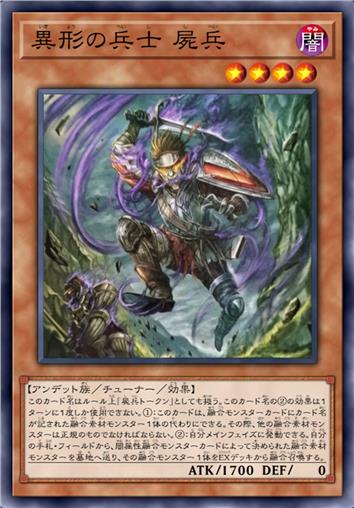 異形の兵士 屍兵
闇
【アンデット族／チューナー／効果】
このカード名はルール上「屍兵トークン」としても扱う。このカード名の②の効果は1
ターンに1度しか使用できない。①：このカードは、融合モンスターカードにカード名
が記された融合素材モンスター1体の代わりにできる。その際、他の融合素材モン
スターは正規のものでなければならない。②：自分メインフェイズに発動できる。自分
の手札・フィールドから、闇属性融合モンスターカードによって決められた融合素材
モンスターを墓地へ送り、その融合モンスター1体をEXデッキから融合召喚する。
ATK/1700 DEF/ 0